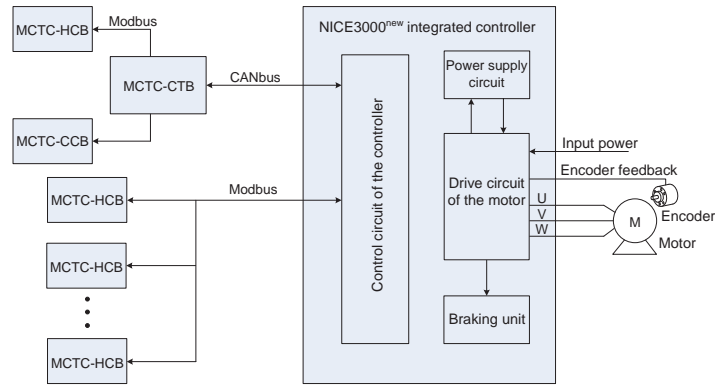 MCTC-HCB
Modbus
NICE3000new integrated controller
MCTC-CTB
CANbus
Power supply
circuit
MCTC-CCB
Control circuit of the controller
Input power
Encoder feedback
MCTC-HCB
Modbus
Drive circuit
of the motor
U
V
W
M
Encoder
Motor
MCTC-HCB
Braking unit
MCTC-HCB